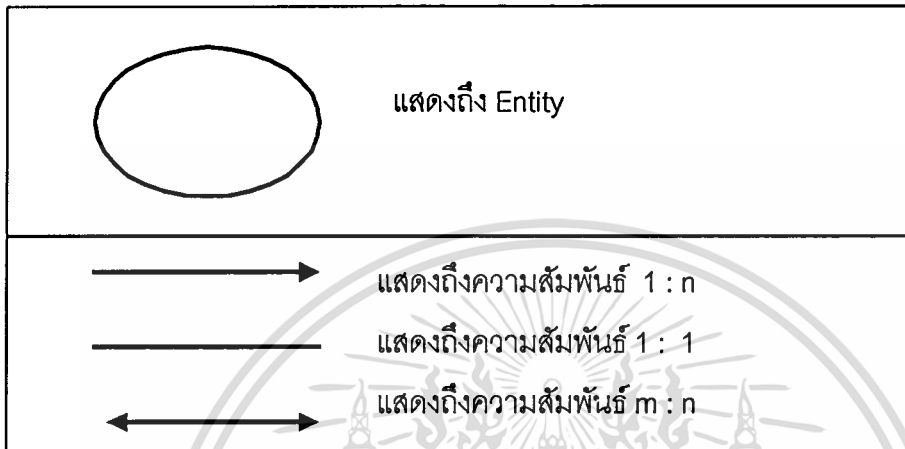 แสดงถึง Entity
แสดงถึงความสัมพันธ์ 1 : n
แสดงถึงความสัมพันธ์ 1 : 1
แสดงถึงความสัมพันธ์ m : n